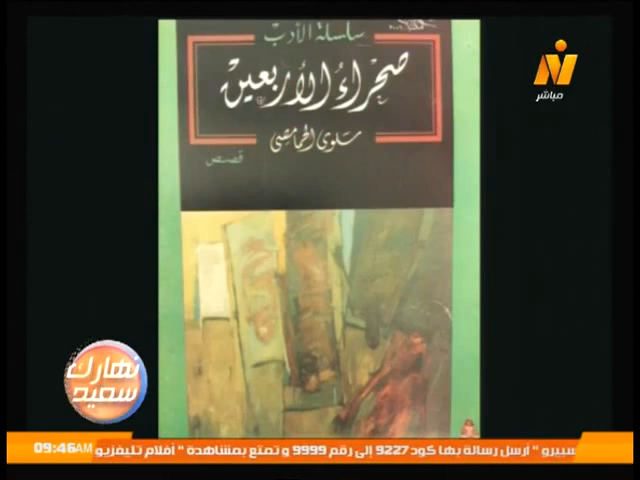 سلسلة الأدب
صحراء الأربعين
سلوى الحمامصى
قصص
مباشر
نهارك
سعيد
09:46AM
سبيرو " أرسل رسالة بها كود 9227 إلى رقم 9999 و تمتع بمشاهدة " أفلام تليفزيو